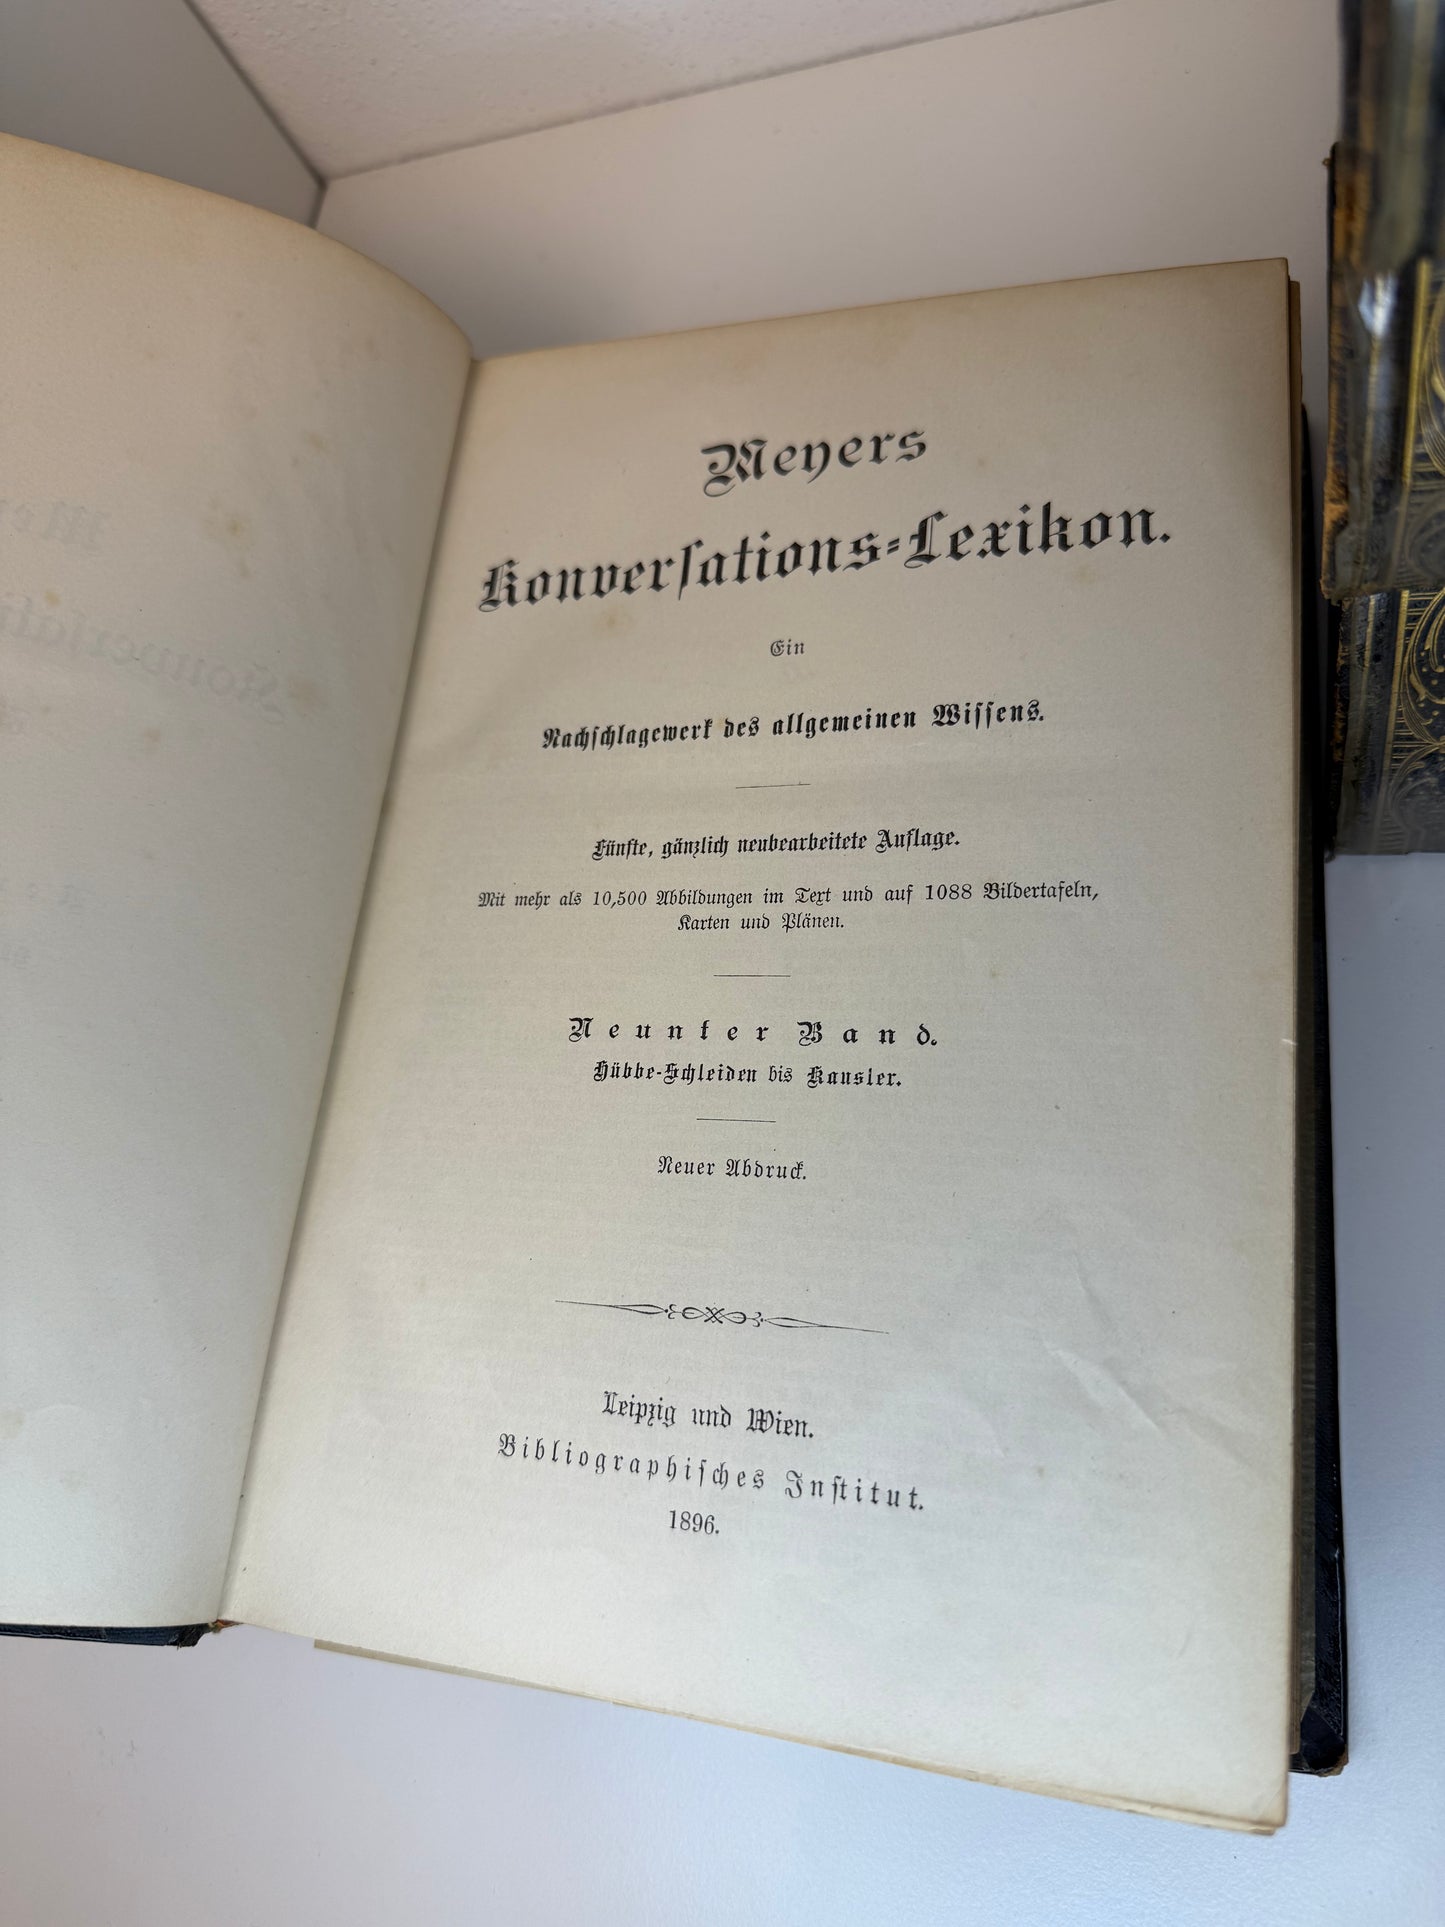 Meyers
Konverſations=Lexikon.
Ein
Nachſchlagewerk des allgemeinen Wiſſens.
Fünfte, gänzlich neubearbeitete Auflage.
Mit mehr als 10,500 Abbildungen im Text und auf 1088 Bildertafeln,
Karten und Plänen.
Neunter Band.
Hübbe-Schleiden bis Kausler.
Neuer Abdruck.
Leipzig und Wien.
Bibliographiſches Inſtitut.
1896.